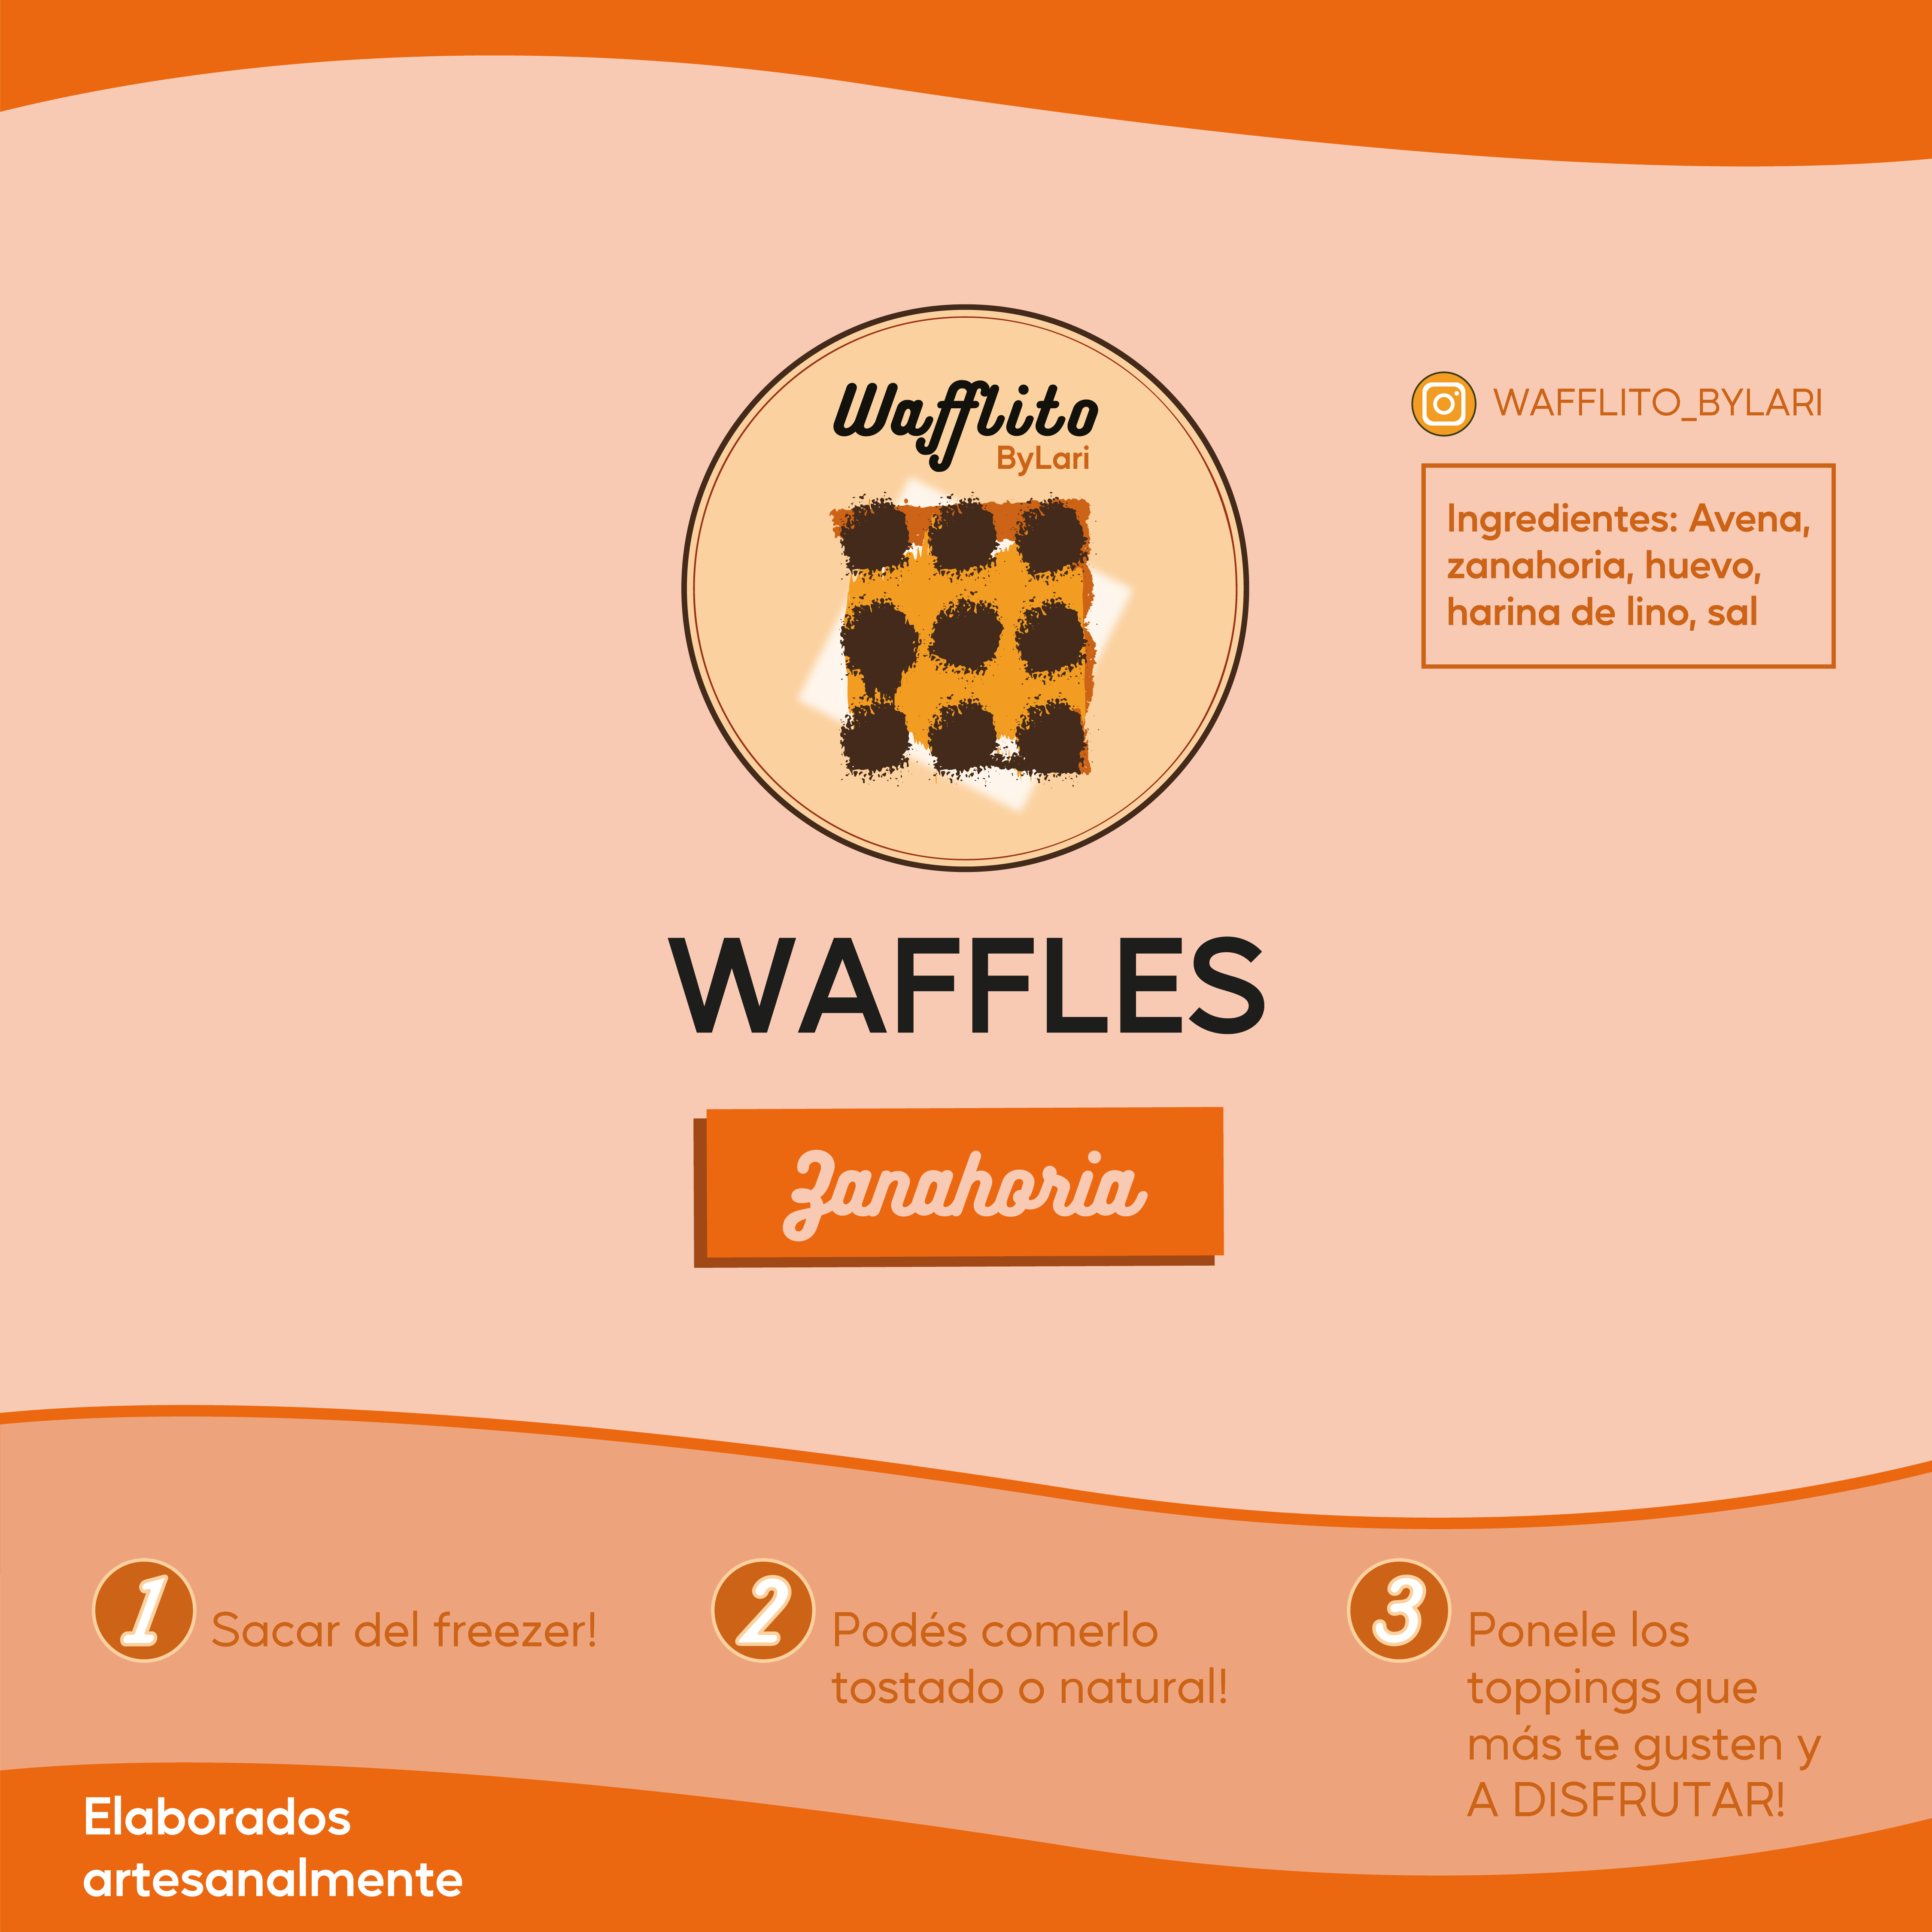 Wafflito
ByLari
WAFFLITO_BYLARI
Ingredientes: Avena,
zanahoria, huevo,
harina de lino, sal
WAFFLES
Zanahoria
1 Sacar del freezer!
2 Podés comerlo
tostado o natural!
3 Ponele los
toppings que
más te gusten y
A DISFRUTAR!
Elaborados
artesanalmente